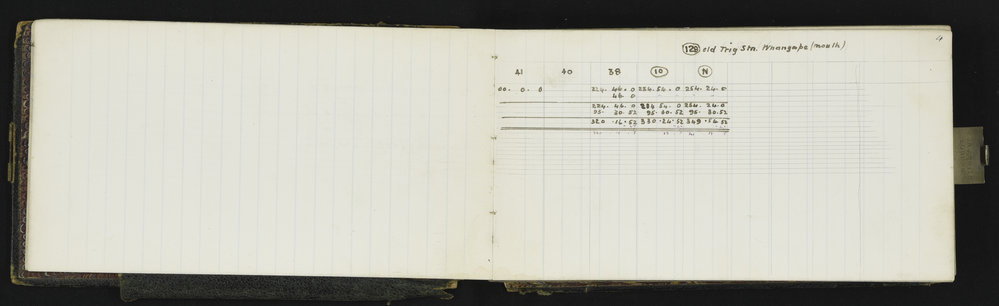 4
128 old Trig Stn. Whangape (mouth)
41 40 38 10 N
00. 0. 0 224. 46. 0 234. 54. 0 254. 24. 0
46. 0
224. 46. 0 234 54. 0 254. 24. 0
95. 30. 52 95. 30. 52 95. 30. 52
320. 16. 52 330. 24. 52 349. 54 52